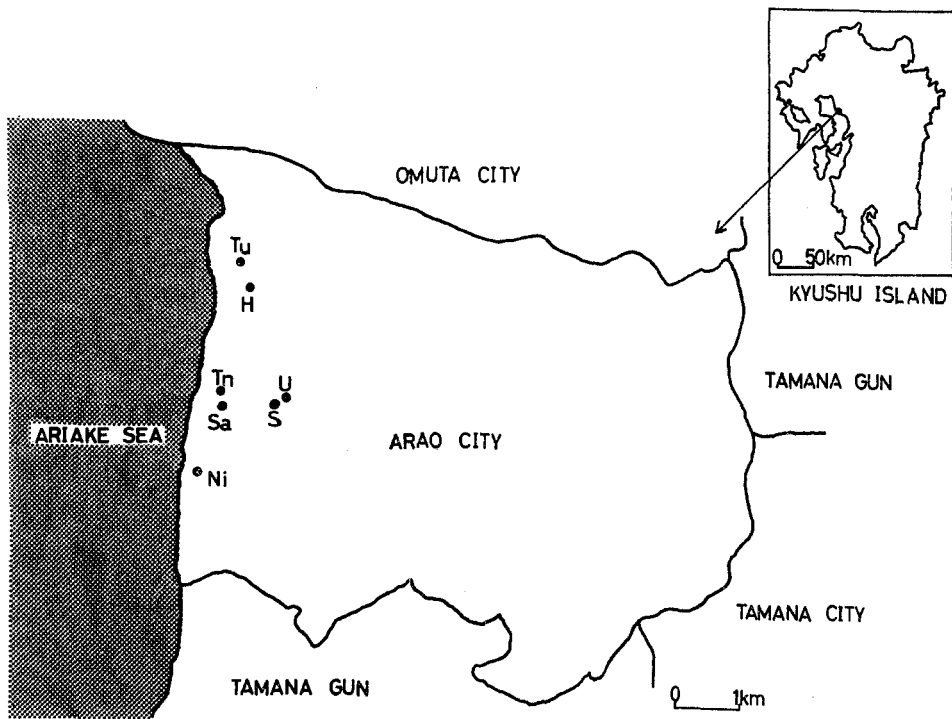 OMUTA CITY
0 50km
KYUSHU ISLAND
Tu
H
Tn
U
Sa
S
TAMANA GUN
ARIAKE SEA
ARAO CITY
Ni
TAMANA CITY
TAMANA GUN
0 1km